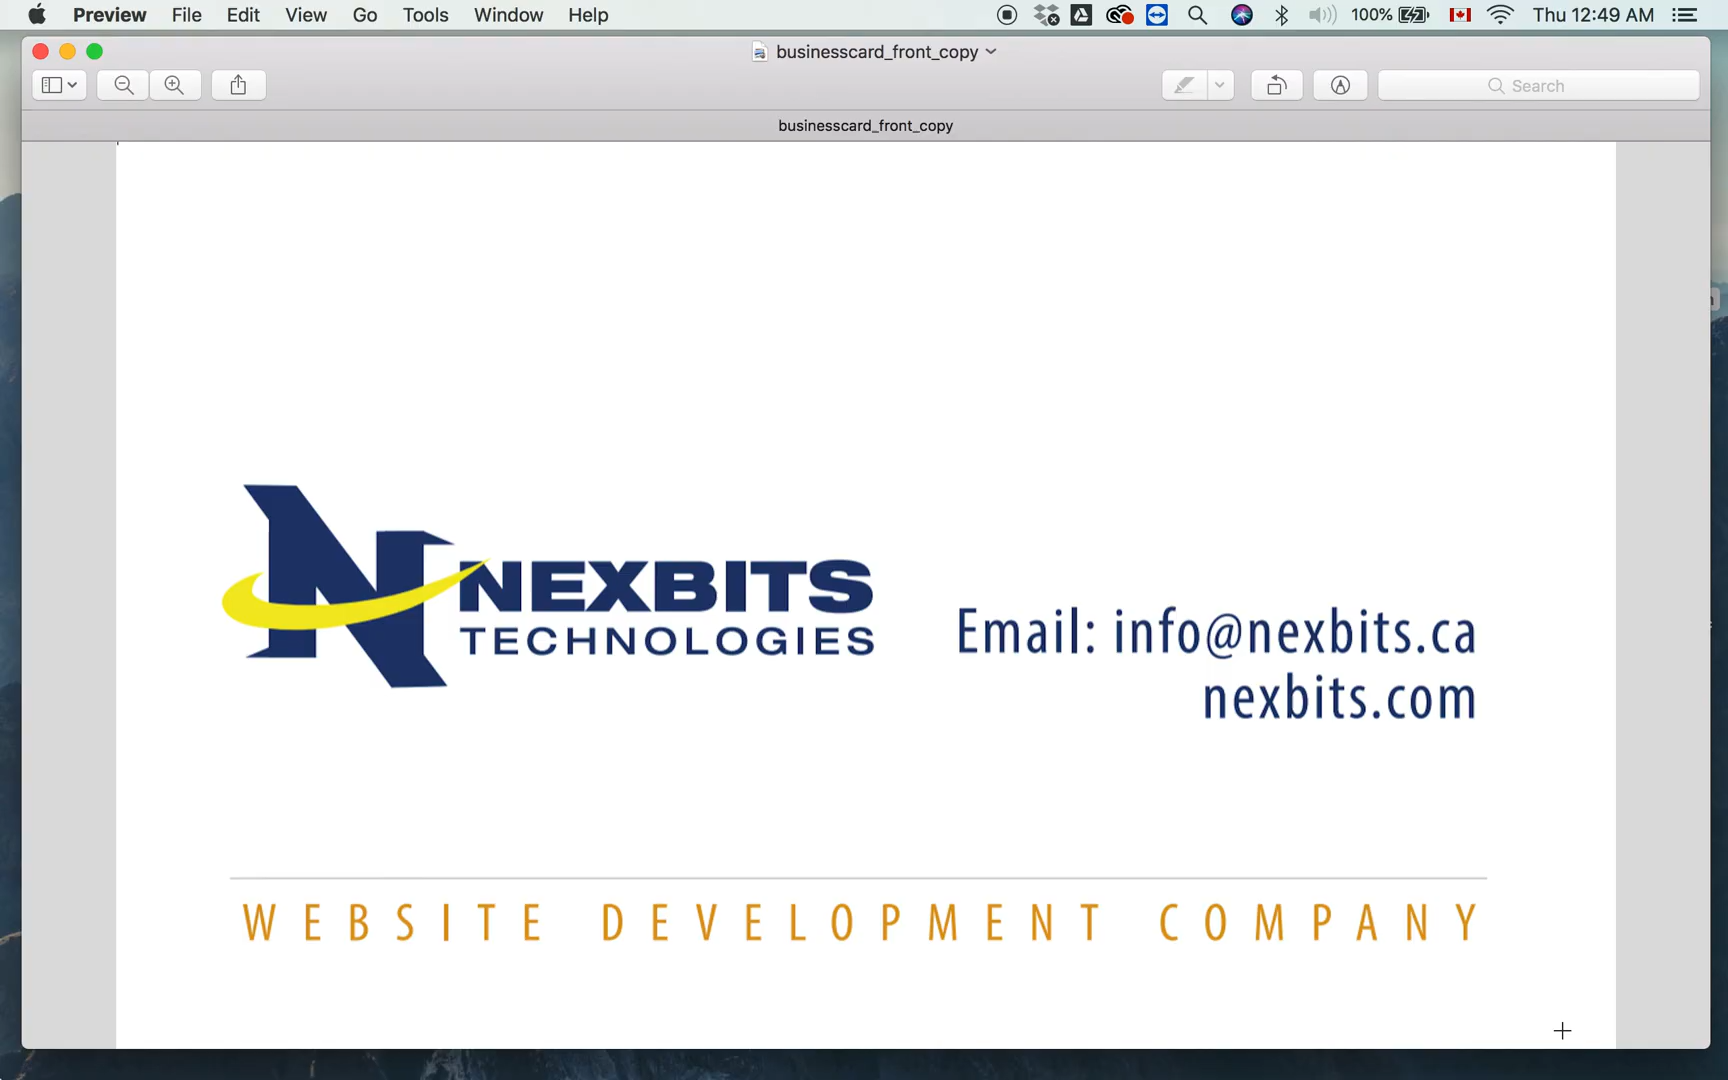 Preview File Edit View Go Tools Window Help 100% Thu 12:49 AM
businesscard_front_copy
Search
businesscard_front_copy
NEXBITS
TECHNOLOGIES
Email: info@nexbits.ca
nexbits.com
WEBSITE DEVELOPMENT COMPANY